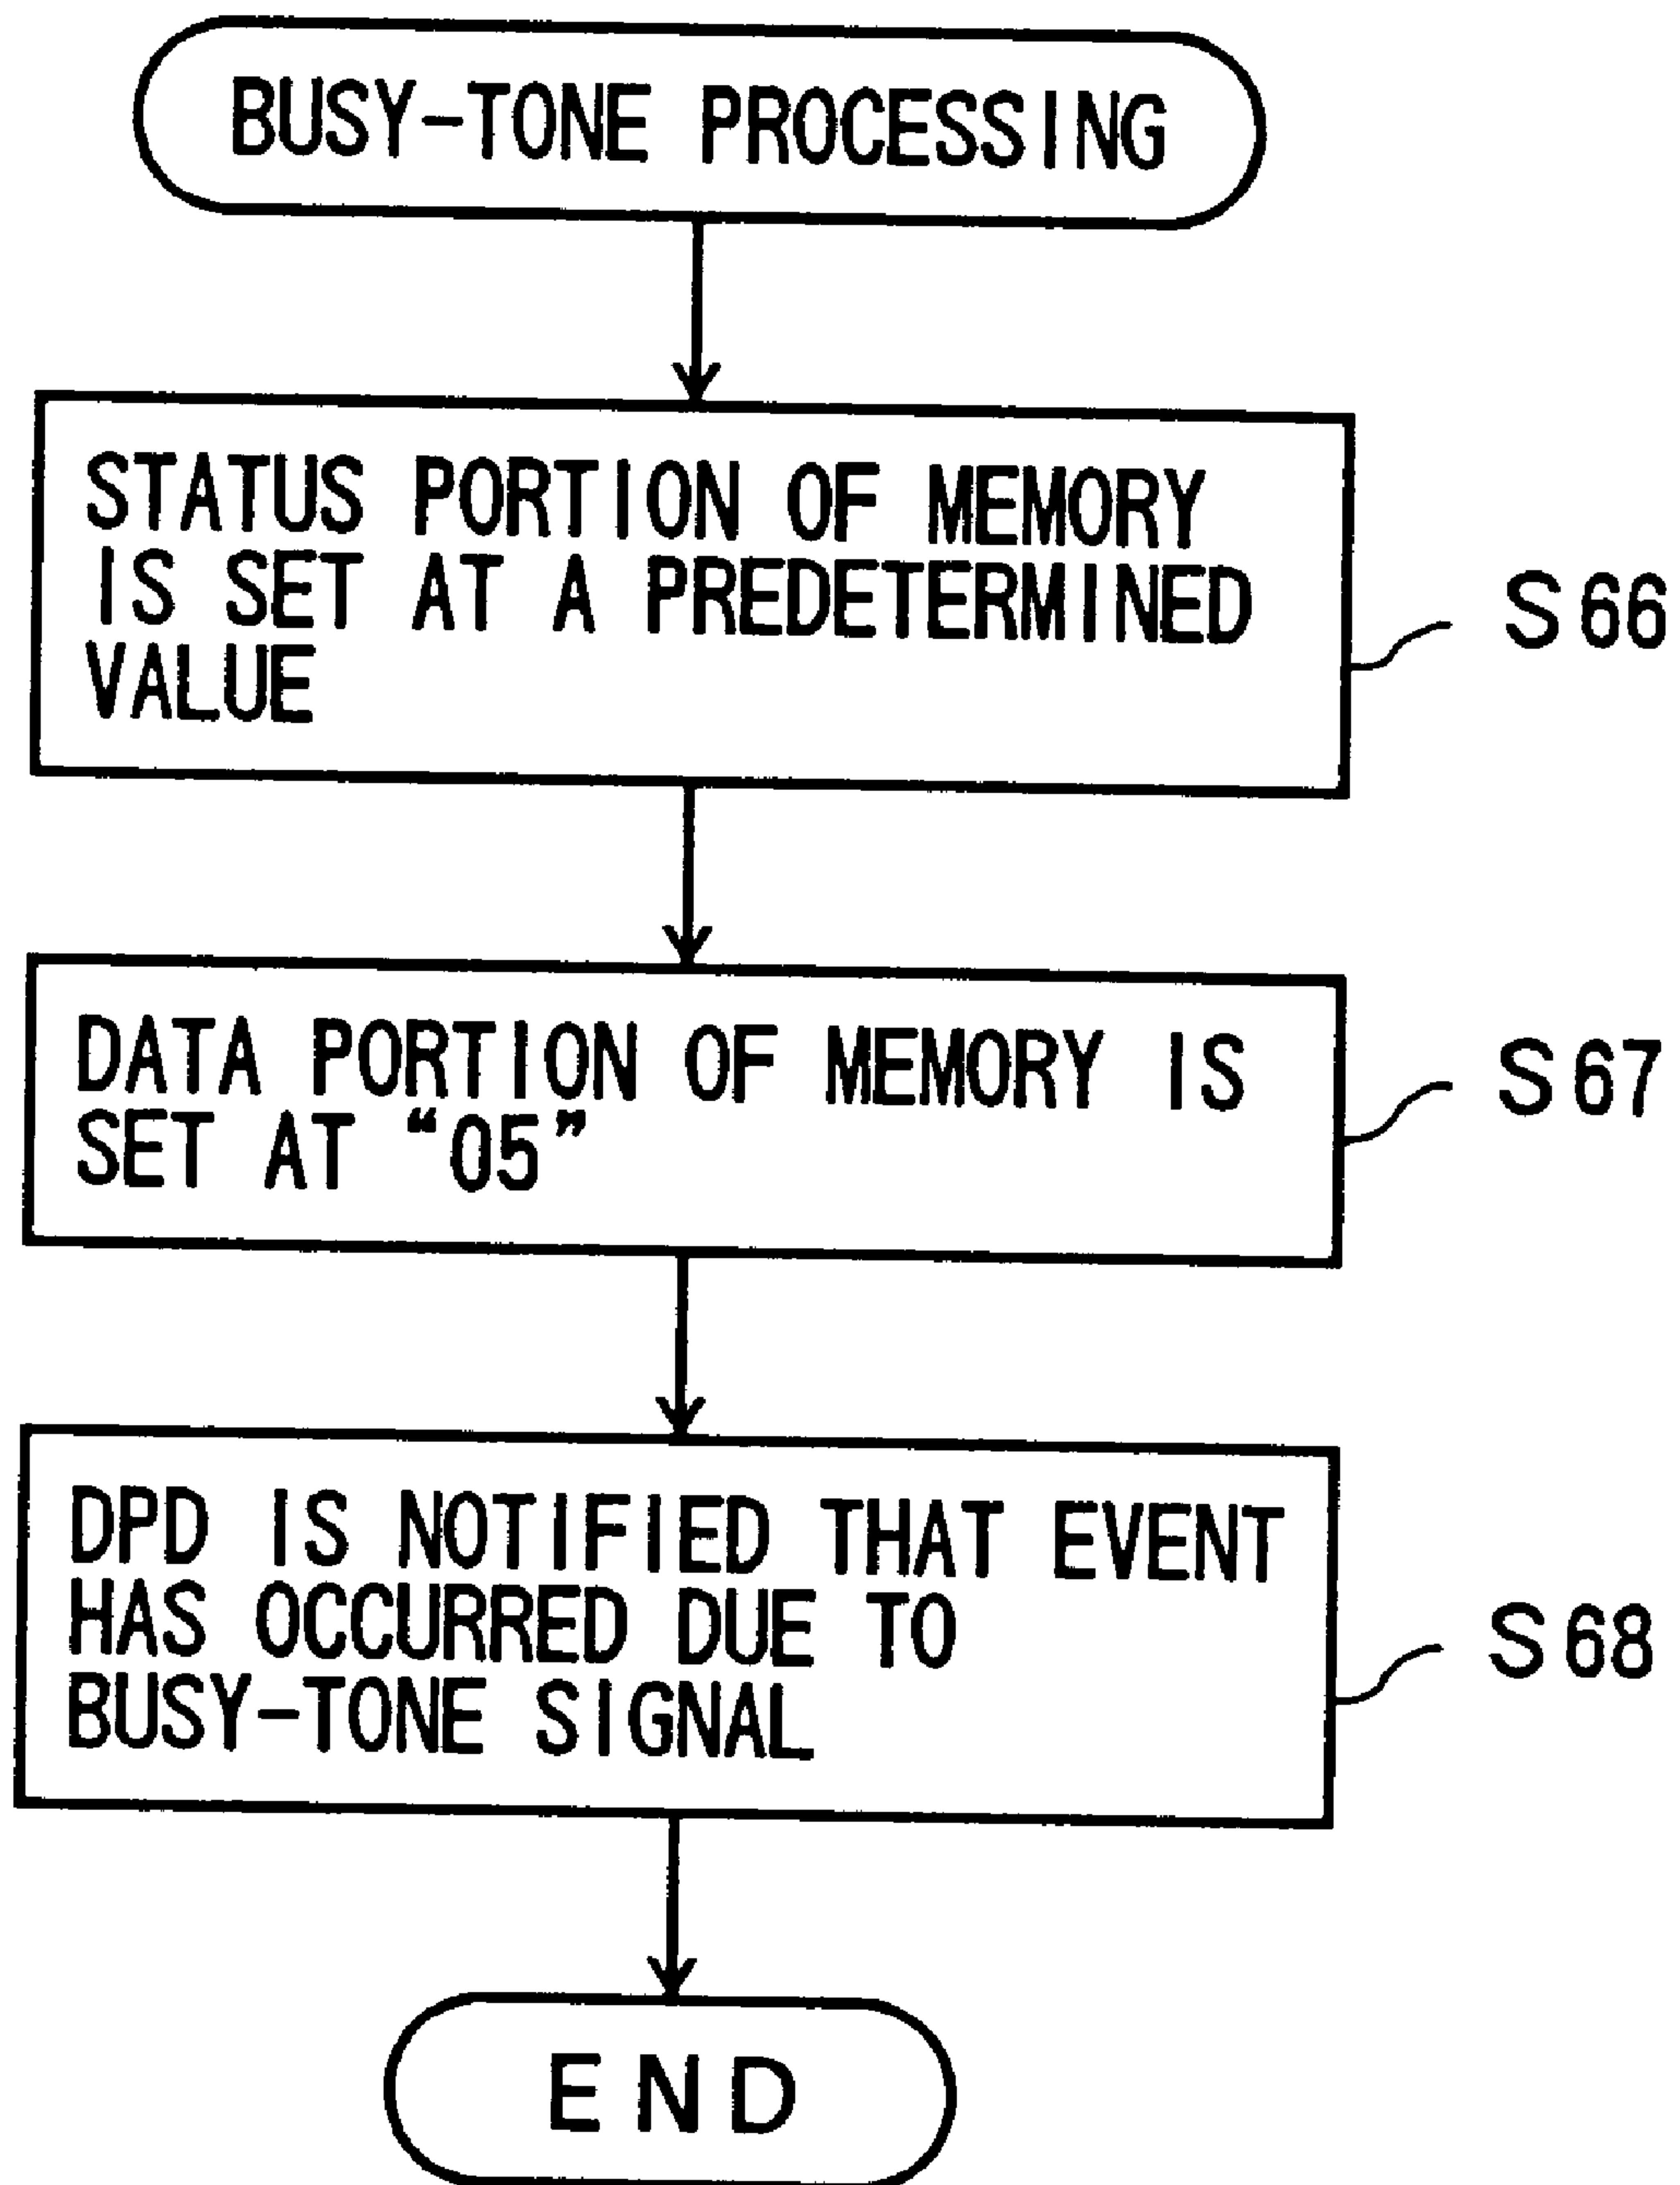 BUSY-TONE PROCESSING
STATUS PORTION OF MEMORY
IS SET AT A PREDETERMINED
VALUE
S66
DATA PORTION OF MEMORY IS
SET AT “05”
S67
DPD IS NOTIFIED THAT EVENT
HAS OCCURRED DUE TO
BUSY-TONE SIGNAL
S68
END